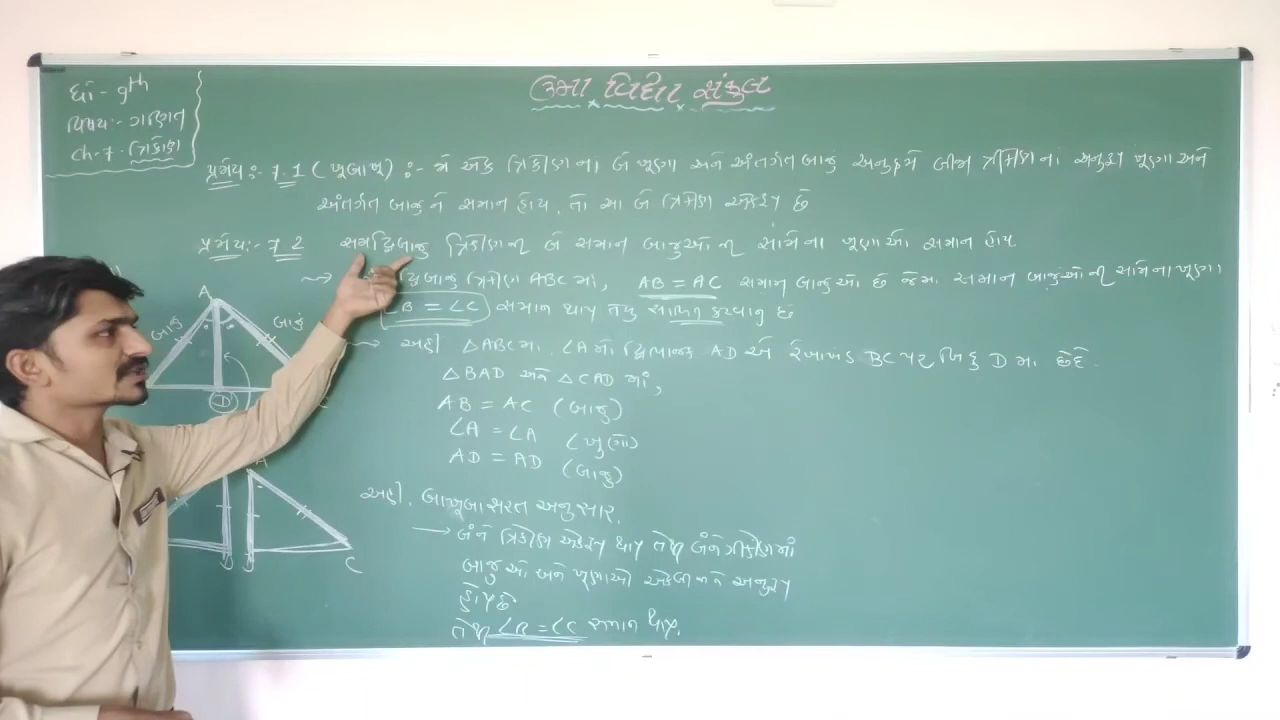 ઉમા વિદ્યા સંકુલ
ધો - 9th
વિષય:- ગણિત
ch-7. ત્રિકોણ
પ્રમેય:- 7.1 (ખૂબાખૂ) :- જો એક ત્રિકોણના બે ખૂણા અને અંતર્ગત બાજુ અનુક્રમે બીજા ત્રિકોણનાં અનુરૂપ ખૂણા અને
અંતર્ગત બાજુને સમાન હોય, તો આ બે ત્રિકોણ એકરૂપ છે
પ્રમેય:- 7.2 સમદ્વિબાજુ ત્રિકોણની બે સમાન બાજુઓની સામેના ખૂણાઓ સમાન હોય
દ્વિબાજુ ત્રિકોણ ABC માં, AB = AC સમાન બાજુઓ છે જેમાં સમાન બાજુઓની સામેના ખૂણા
∠B = ∠C સમાન થાય તેવુ સાબિત કરવાનુ છે
અહી △ABC માં, ∠A નો દ્વિભાજક AD એ રેખાખંડ BC પર બિંદુ D માં છેદે.
△BAD અને △CAD માં,
AB = AC (બાજુ)
∠A = ∠A ∠ખુણો)
AD = AD (બાજુ)
અહી, બાખૂબા શરત અનુસાર,
→ બંને ત્રિકોણ એકરૂપ થાય તેથી બંને ત્રીકોણમાં
બાજુઓ અને ખૂણાઓ એકબીજાને અનુરૂપ
હોય છે
તેથી ∠B = ∠C સમાન થાય.
A
બાજુ
બાજું
D
C
A
D
D
C